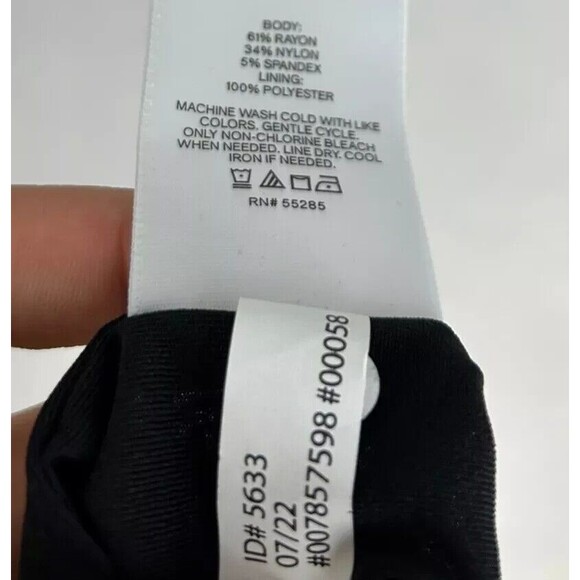 BODY:
61% RAYON
34% NYLON
5% SPANDEX
LINING:
100% POLYESTER
MACHINE WASH COLD WITH LIKE
COLORS. GENTLE CYCLE.
ONLY NON-CHLORINE BLEACH
WHEN NEEDED. LINE DRY. COOL
IRON IF NEEDED.
RN# 55285
ID# 5633
07/22
#007857598 #00058